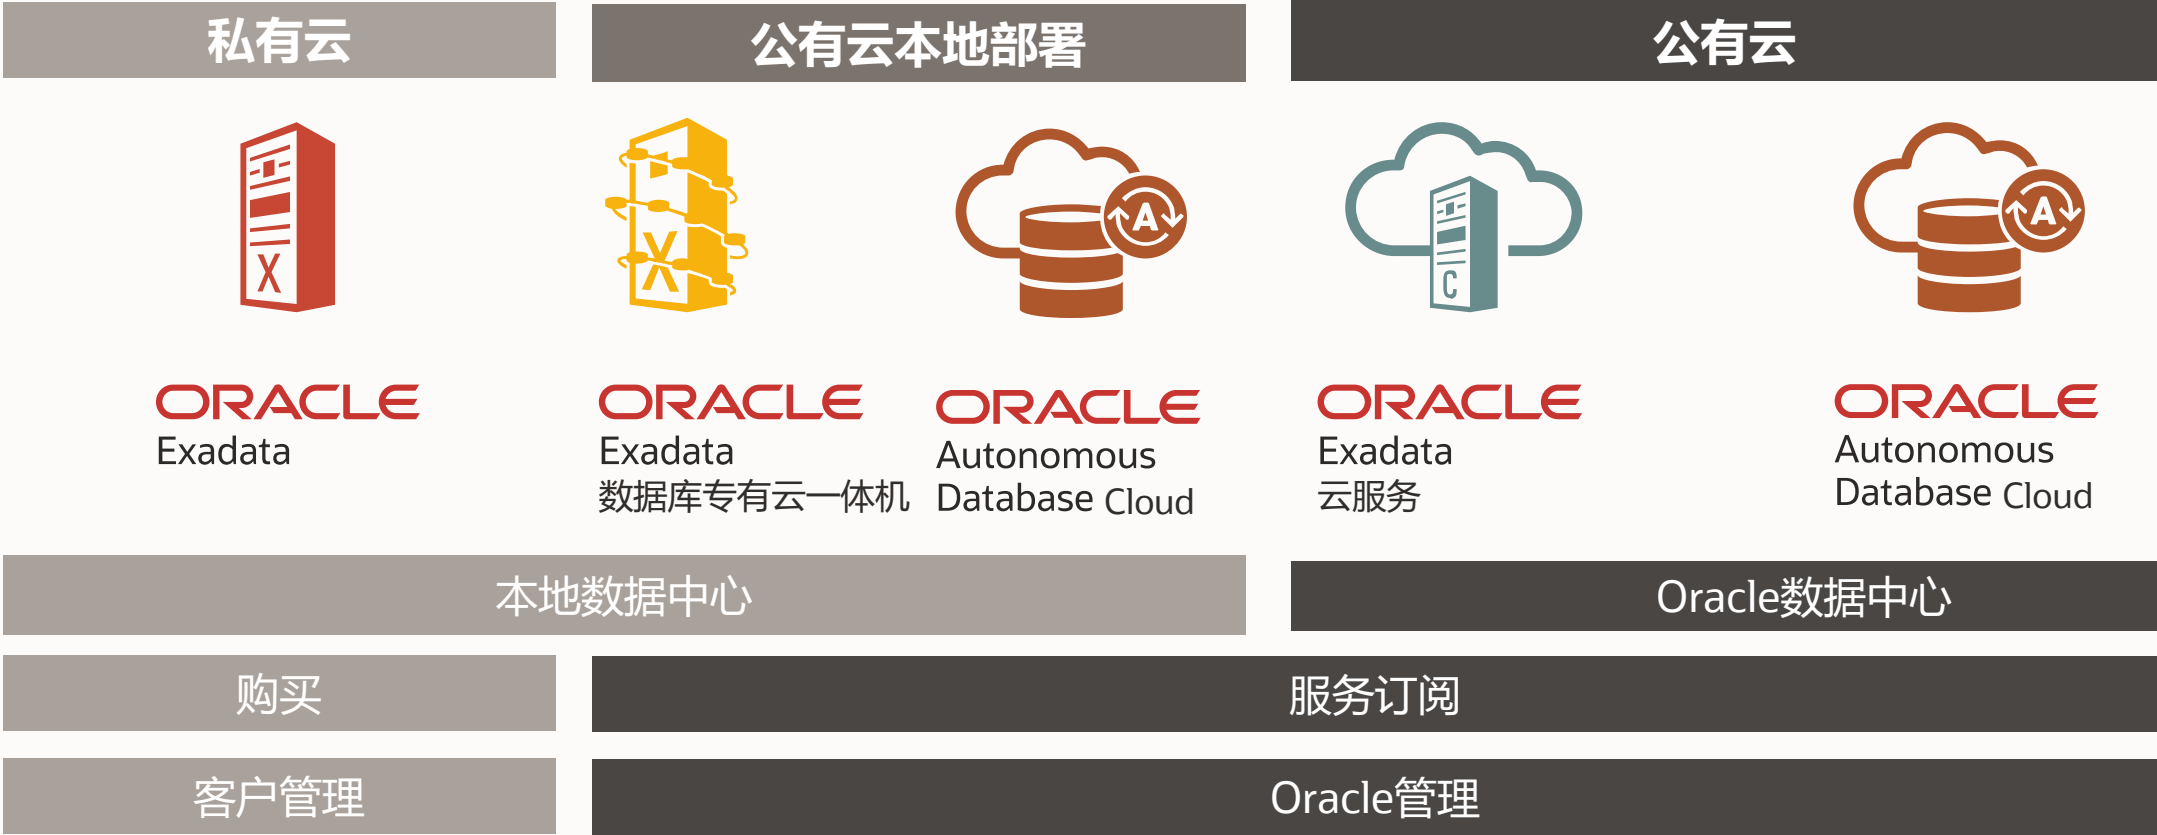 私有云
公有云本地部署
公有云
X
X
A
C
A
ORACLE
Exadata
ORACLE
Exadata
数据库专有云一体机
ORACLE
Autonomous
Database Cloud
ORACLE
Exadata
云服务
ORACLE
Autonomous
Database Cloud
本地数据中心
Oracle数据中心
购买
服务订阅
客户管理
Oracle管理